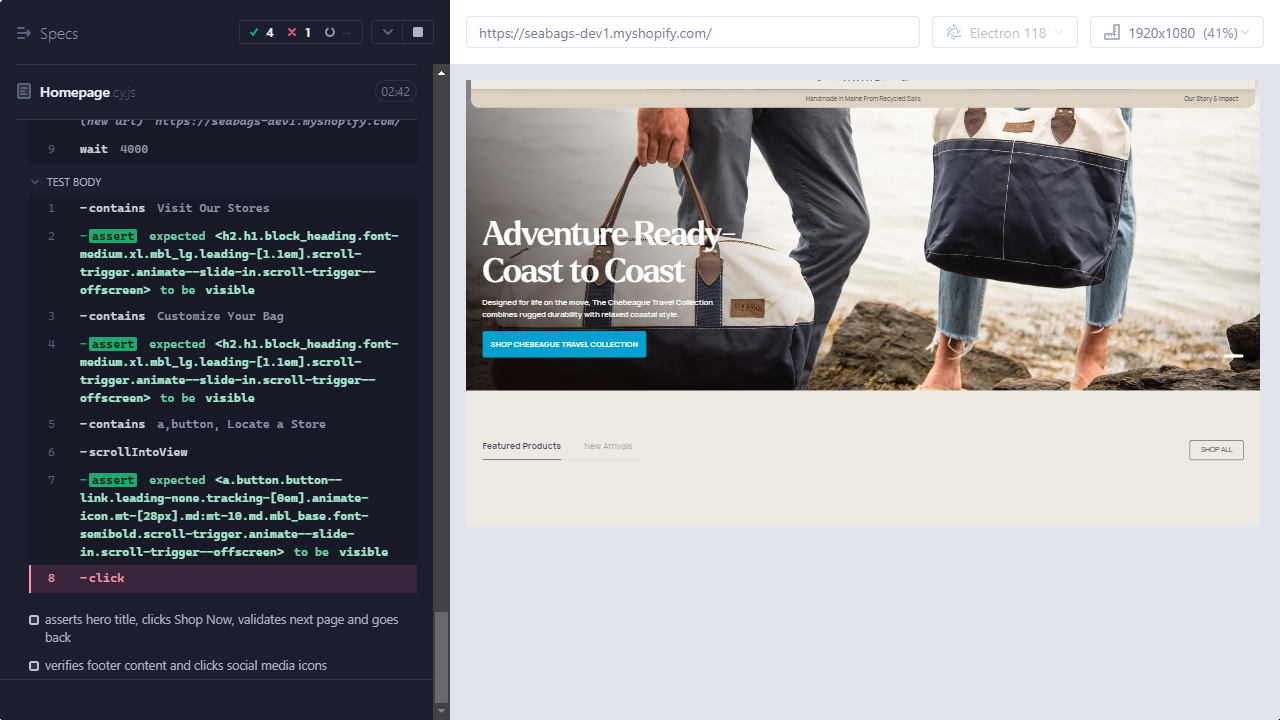 Specs
4
1
--
Homepage.cy.js
02:42
(new url) https://seabags-dev1.myshopify.com/
9 wait 4000
TEST BODY
1 -contains Visit Our Stores
2 -assert expected <h2.h1.block_heading.font-
medium.xl.mbl_lg.leading-[1.1em].scroll-
trigger.animate--slide-in.scroll-trigger--
offscreen> to be visible
3 -contains Customize Your Bag
4 -assert expected <h2.h1.block_heading.font-
medium.xl.mbl_lg.leading-[1.1em].scroll-
trigger.animate--slide-in.scroll-trigger--
offscreen> to be visible
5 -contains a,button, Locate a Store
6 -scrollIntoView
7 -assert expected <a.button.button--
link.leading-none.tracking-[0em].animate-
icon.mt-[28px].md:mt-10.md.mbl_base.font-
semibold.scroll-trigger.animate--slide-
in.scroll-trigger--offscreen> to be visible
8 -click
asserts hero title, clicks Shop Now, validates next page and goes
back
verifies footer content and clicks social media icons
https://seabags-dev1.myshopify.com/
Electron 118
1920x1080 (41%)
Handmade in Maine From Recycled Sails
Our Story & Impact
Adventure Ready–
Coast to Coast
Designed for life on the move, The Chebeague Travel Collection
combines rugged durability with relaxed coastal style.
SHOP CHEBEAGUE TRAVEL COLLECTION
SEA BAGS
Featured Products
New Arrivals
SHOP ALL